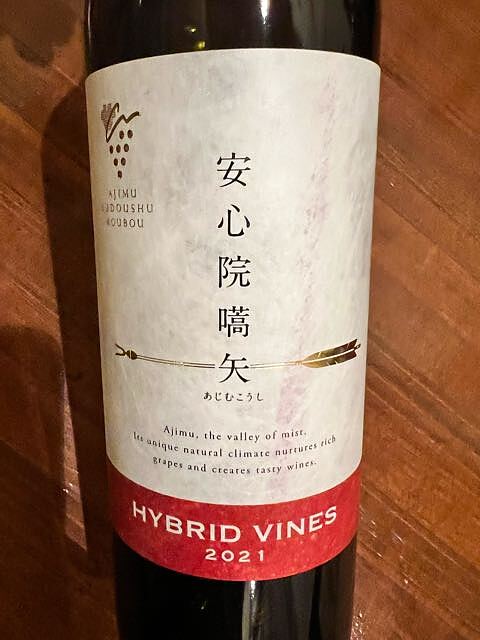 AJIMU
BUDOUSHU
KOUBOU
安心院嚆矢
あじむこうし
Ajimu, the valley of mist.
Its unique natural climate nurtures rich
grapes and creates tasty wines.
HYBRID VINES
2021